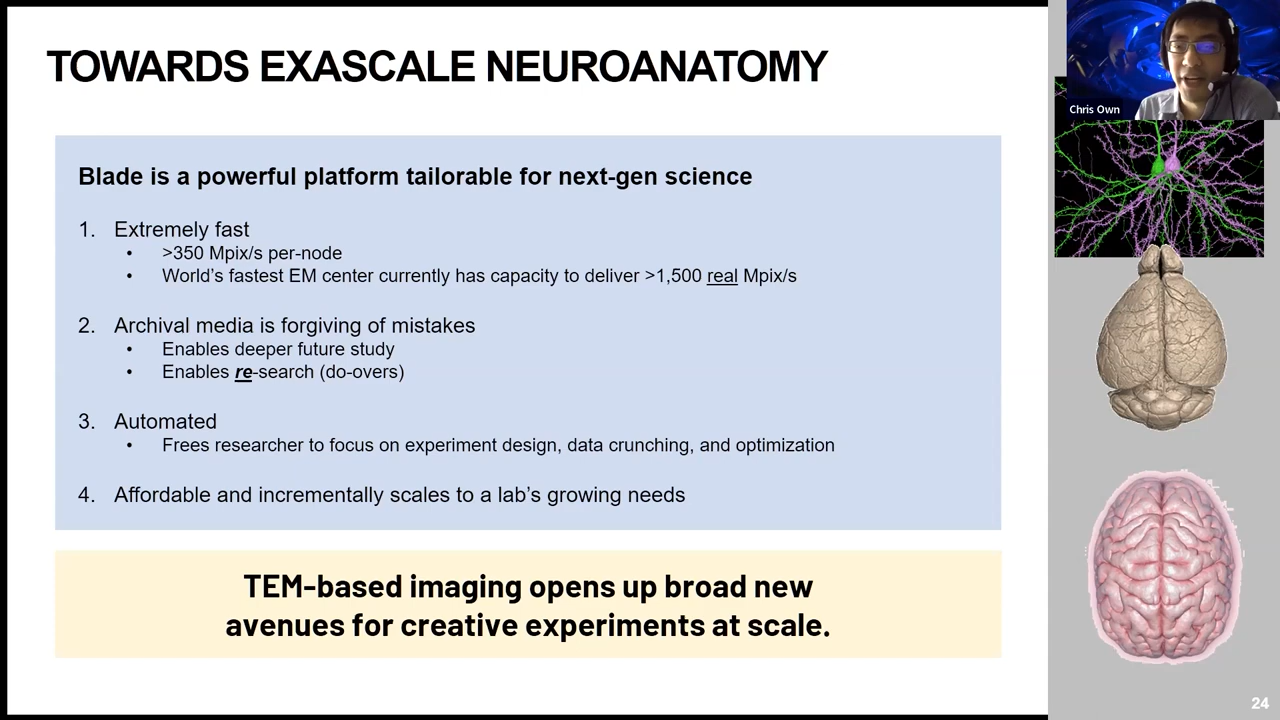 TOWARDS EXASCALE NEUROANATOMY
Chris Own
Blade is a powerful platform tailorable for next-gen science
1. Extremely fast
• >350 Mpix/s per-node
• World's fastest EM center currently has capacity to deliver >1,500 real Mpix/s
2. Archival media is forgiving of mistakes
• Enables deeper future study
• Enables re-search (do-overs)
3. Automated
• Frees researcher to focus on experiment design, data crunching, and optimization
4. Affordable and incrementally scales to a lab's growing needs
TEM-based imaging opens up broad new
avenues for creative experiments at scale.
24